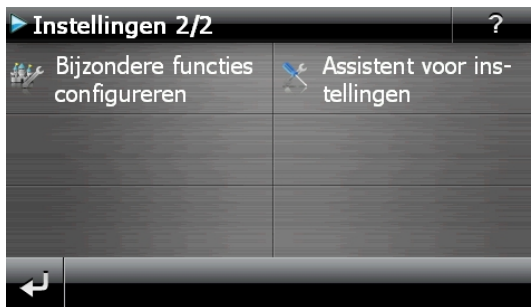 Instellingen 2/2
?
Bijzondere functies
configureren
Assistent voor ins-
tellingen